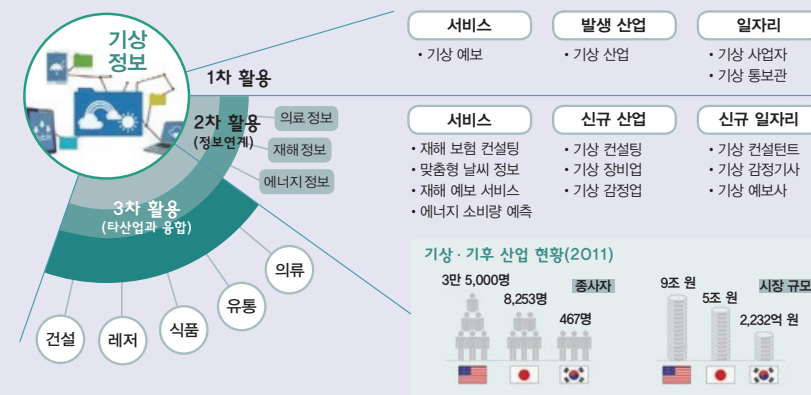 기상
정보
1차 활용
2차 활용
(정보연계)
의료 정보
재해 정보
에너지 정보
3차 활용
(타산업과 융합)
건설
레저
식품
유통
의류
서비스
• 기상 예보
발생 산업
• 기상 산업
일자리
• 기상 사업자
• 기상 통보관
서비스
• 재해 보험 컨설팅
• 맞춤형 날씨 정보
• 재해 예보 서비스
• 에너지 소비량 예측
신규 산업
• 기상 컨설팅
• 기상 장비업
• 기상 감정업
신규 일자리
• 기상 컨설턴트
• 기상 감정기사
• 기상 예보사
기상 · 기후 산업 현황(2011)
종사자
3만 5,000명
8,253명
467명
시장 규모
9조 원
5조 원
2,232억 원